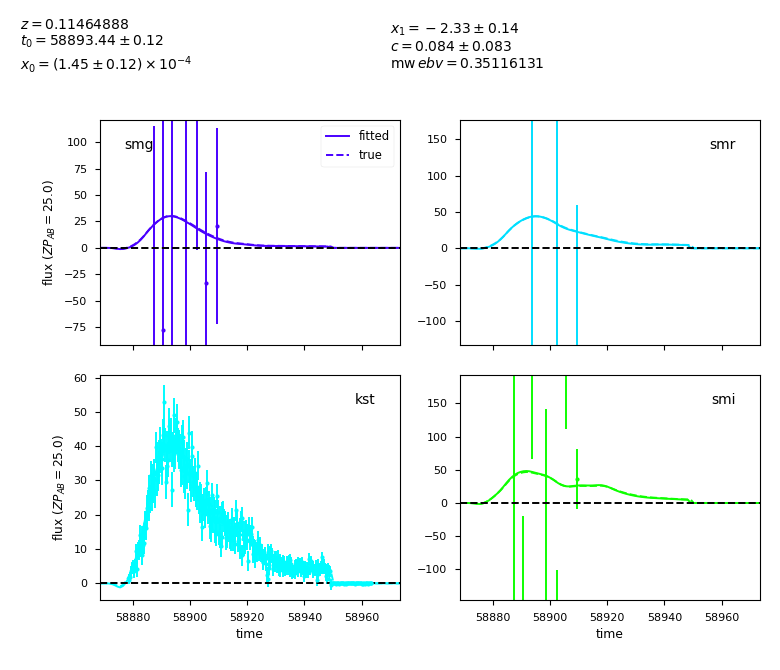 z = 0.11464888
t₀ = 58893.44 ± 0.12
x₀ = (1.45 ± 0.12) × 10⁻⁴
x₁ = −2.33 ± 0.14
c = 0.084 ± 0.083
mwebv = 0.35116131
smg
fitted
true
100
75
50
25
0
−25
−50
−75
flux (ZP_AB = 25.0)
smr
150
100
50
0
−50
−100
kst
60
50
40
30
20
10
0
flux (ZP_AB = 25.0)
58880 58900 58920 58940 58960
time
smi
150
100
50
0
−50
−100
58880 58900 58920 58940 58960
time